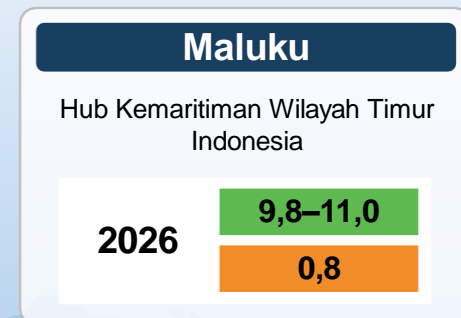 Maluku
Hub Kemaritiman Wilayah Timur
Indonesia
2026
9,8–11,0
0,8